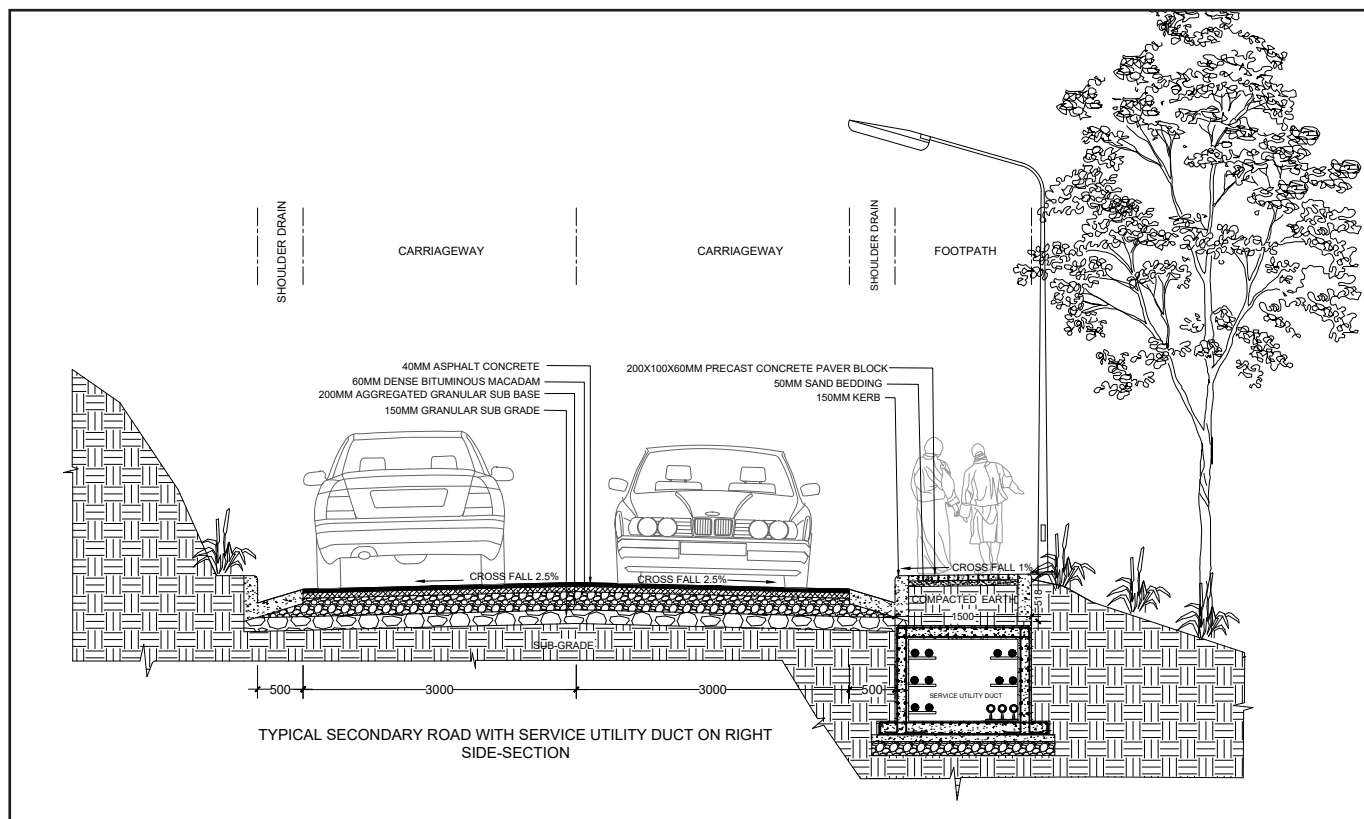 SHOULDER DRAIN
CARRIAGEWAY
CARRIAGEWAY
SHOULDER DRAIN
FOOTPATH
40MM ASPHALT CONCRETE
60MM DENSE BITUMINOUS MACADAM
200MM AGGREGATED GRANULAR SUB BASE
150MM GRANULAR SUB GRADE
200X100X60MM PRECAST CONCRETE PAVER BLOCK
50MM SAND BEDDING
150MM KERB
CROSS FALL 2.5%
CROSS FALL 2.5%
CROSS FALL 1%
COMPACTED EARTH
518
1500
SUB-GRADE
SERVICE UTILITY DUCT
500
3000
3000
500
TYPICAL SECONDARY ROAD WITH SERVICE UTILITY DUCT ON RIGHT
SIDE-SECTION